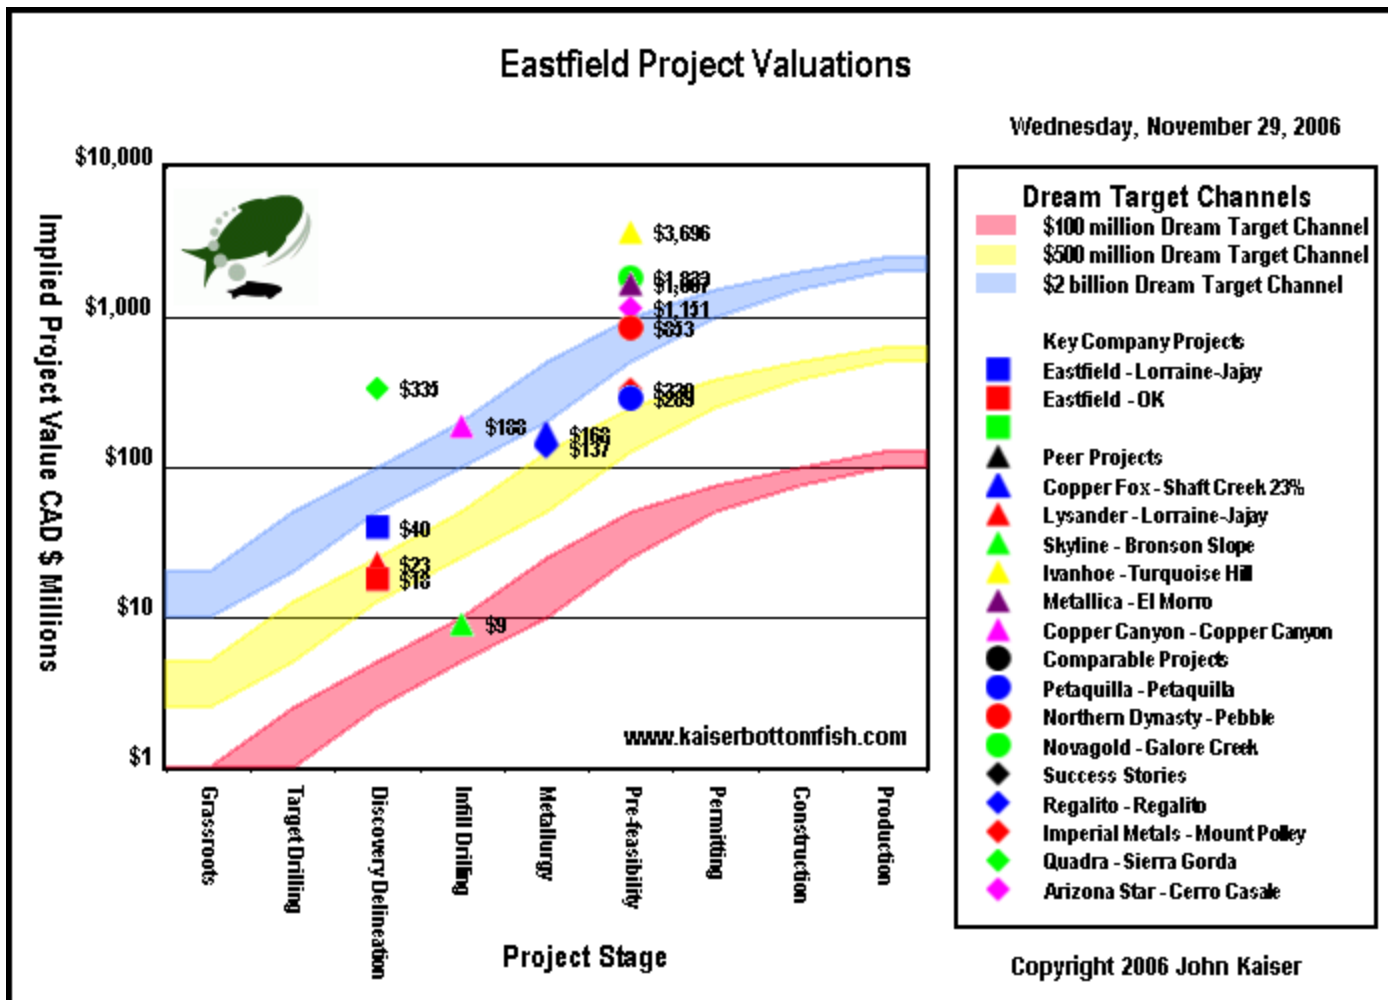 Eastfield Project Valuations
Wednesday, November 29, 2006
Implied Project Value CAD $ Millions
$10,000
$1,000
$100
$10
$1
$3,696
$1,151
$853
$335
$188
$137
$40
$23
$18
$9
www.kaiserbottomfish.com
Grassroots
Target Drilling
Discovery Delineation
Infill Drilling
Metallurgy
Pre-feasibility
Permitting
Construction
Production
Project Stage
Dream Target Channels
$100 million Dream Target Channel
$500 million Dream Target Channel
$2 billion Dream Target Channel
Key Company Projects
Eastfield - Lorraine-Jajay
Eastfield - OK
Peer Projects
Copper Fox - Shaft Creek 23%
Lysander - Lorraine-Jajay
Skyline - Bronson Slope
Ivanhoe - Turquoise Hill
Metallica - El Morro
Copper Canyon - Copper Canyon
Comparable Projects
Petaquilla - Petaquilla
Northern Dynasty - Pebble
Novagold - Galore Creek
Success Stories
Regalito - Regalito
Imperial Metals - Mount Polley
Quadra - Sierra Gorda
Arizona Star - Cerro Casale
Copyright 2006 John Kaiser